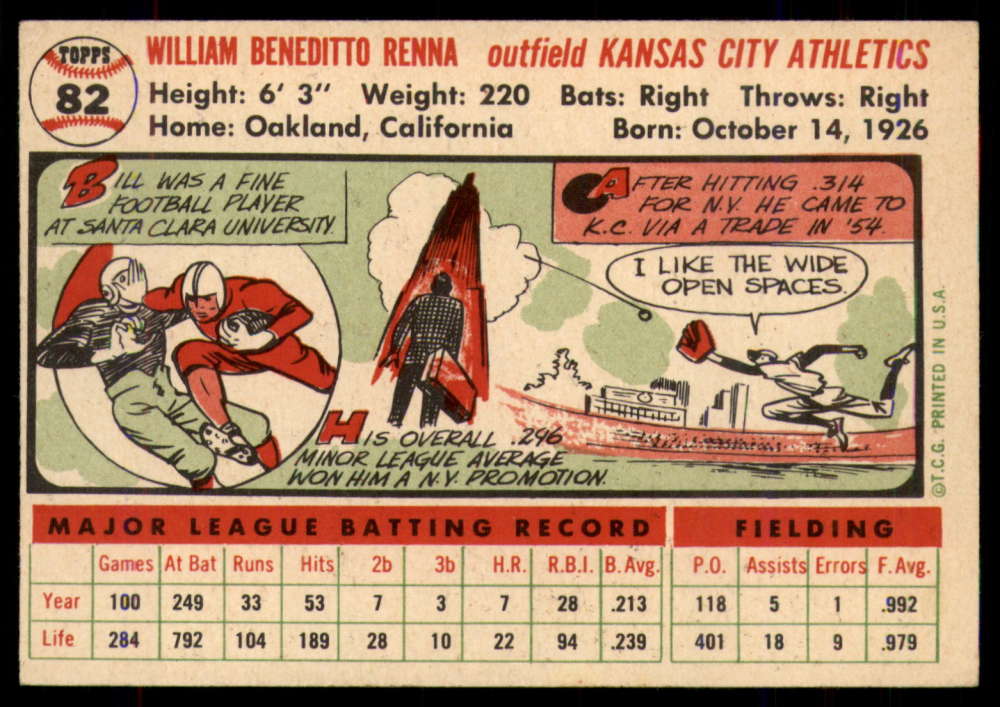 TOPPS
82
WILLIAM BENEDITTO RENNA outfield KANSAS CITY ATHLETICS
Height: 6' 3" Weight: 220 Bats: Right Throws: Right
Home: Oakland, California Born: October 14, 1926
BILL WAS A FINE
FOOTBALL PLAYER
AT SANTA CLARA UNIVERSITY.
HIS OVERALL .296
MINOR LEAGUE AVERAGE
WON HIM A N.Y. PROMOTION.
AFTER HITTING .314
FOR N.Y. HE CAME TO
K.C. VIA A TRADE IN '54.
I LIKE THE WIDE
OPEN SPACES.
©T.C.G. PRINTED IN U.S.A.
MAJOR LEAGUE BATTING RECORD FIELDING
Games At Bat Runs Hits 2b 3b H.R. R.B.I. B. Avg. P.O. Assists Errors F. Avg.
Year 100 249 33 53 7 3 7 28 .213 118 5 1 .992
Life 284 792 104 189 28 10 22 94 .239 401 18 9 .979